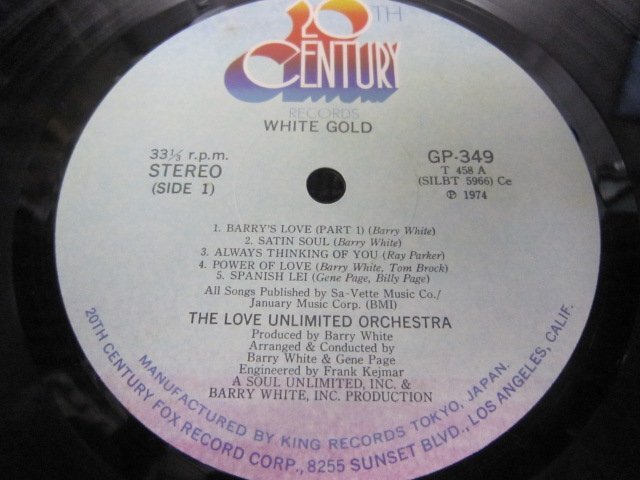 20TH
CENTURY
RECORDS
WHITE GOLD
33⅓ r.p.m.
STEREO
(SIDE 1)
GP-349
T 458 A
(SILBT 5966) Ce
℗ 1974
1. BARRY'S LOVE (PART 1) (Barry White)
2. SATIN SOUL (Barry White)
3. ALWAYS THINKING OF YOU (Ray Parker)
4. POWER OF LOVE (Barry White, Tom Brock)
5. SPANISH LEI (Gene Page, Billy Page)
All Songs Published by Sa-Vette Music Co./
January Music Corp. (BMI)
THE LOVE UNLIMITED ORCHESTRA
Produced by Barry White
Arranged & Conducted by
Barry White & Gene Page
Engineered by Frank Kejmar
A SOUL UNLIMITED, INC. &
BARRY WHITE, INC. PRODUCTION
MANUFACTURED BY KING RECORDS TOKYO, JAPAN.
20TH CENTURY FOX RECORD CORP., 8255 SUNSET BLVD., LOS ANGELES, CALIF.